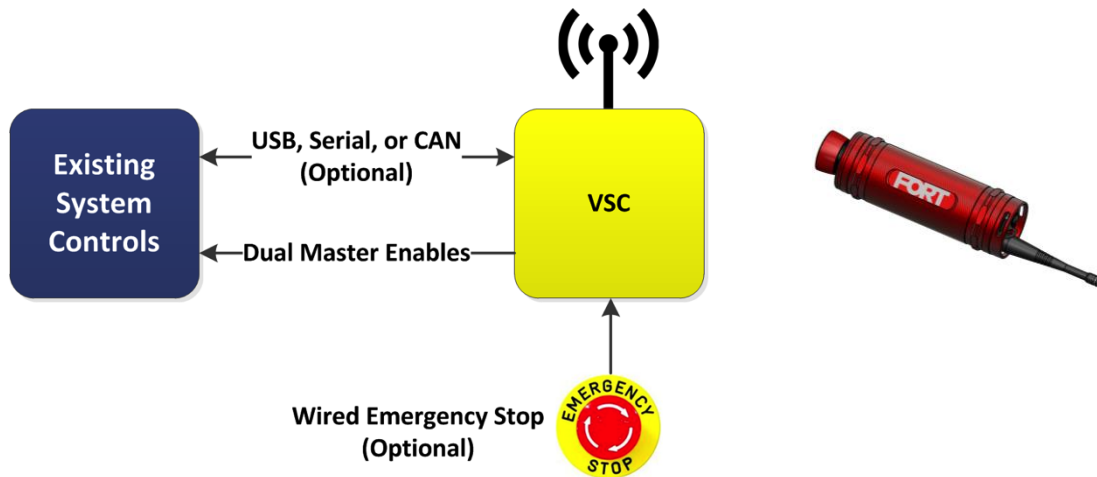 Existing
System
Controls
USB, Serial, or CAN
(Optional)
VSC
Dual Master Enables
FORT
Wired Emergency Stop
(Optional)
EMERGENCY
STOP